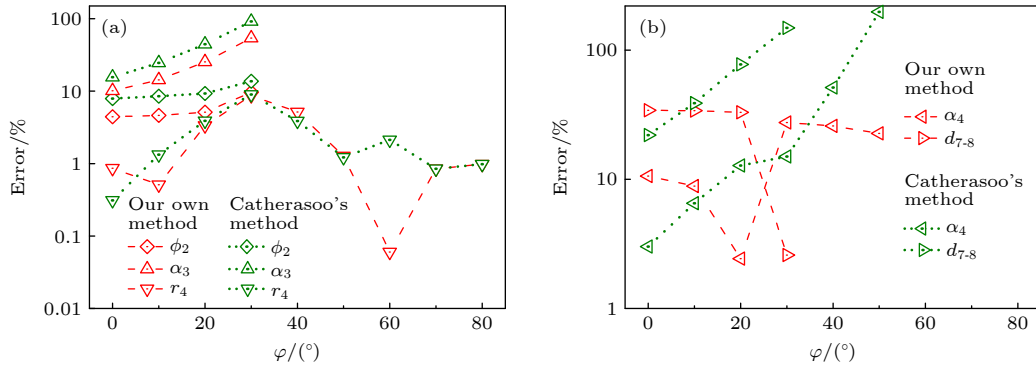 (a)
100
10
1
0.1
0.01
Error/%
Our own
method
ϕ2
α3
r4
Catherasoo's
method
ϕ2
α3
r4
0
20
40
60
80
φ/(°)
(b)
100
10
1
Error/%
Our own
method
α4
d7-8
Catherasoo's
method
α4
d7-8
0
20
40
60
80
φ/(°)